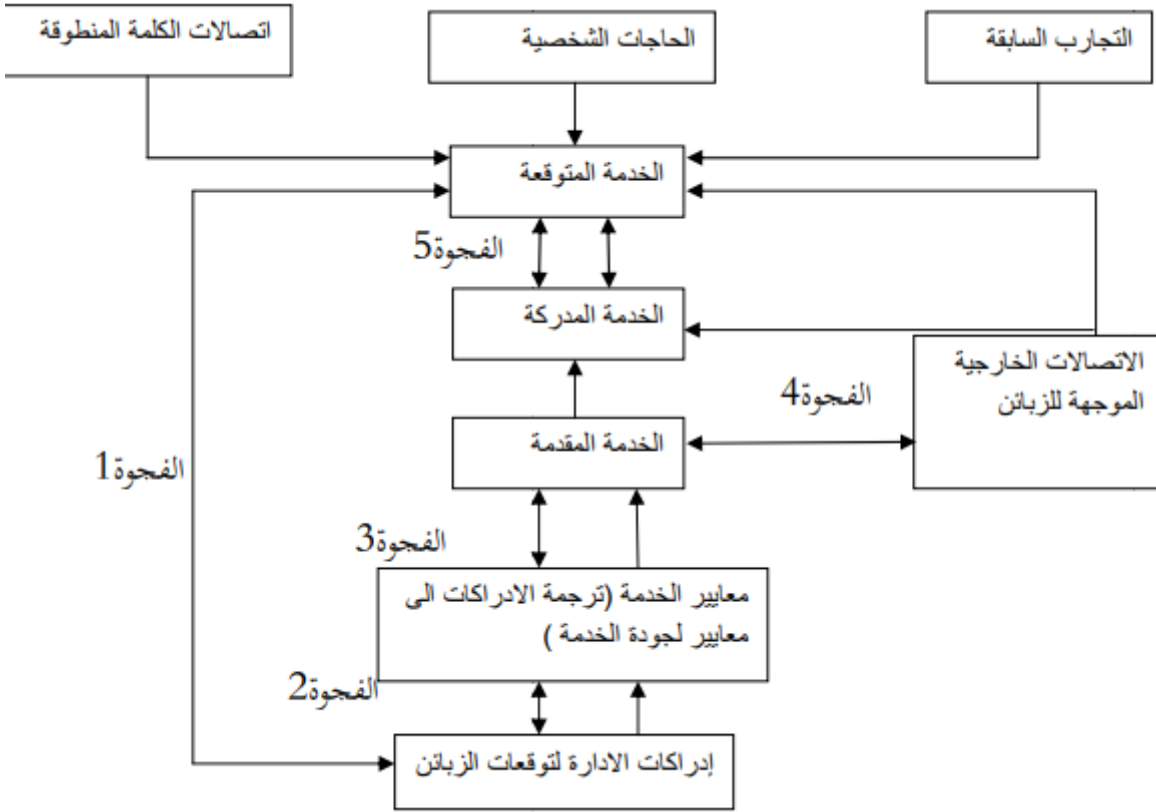 التجارب السابقة
الحاجات الشخصية
اتصالات الكلمة المنطوقة
الخدمة المتوقعة
الفجوة5
الخدمة المدركة
الاتصالات الخارجية
الموجهة للزبائن
الفجوة4
الخدمة المقدمة
الفجوة1
الفجوة3
معايير الخدمة (ترجمة الادراكات الى
معايير لجودة الخدمة )
الفجوة2
إدراكات الادارة لتوقعات الزبائن